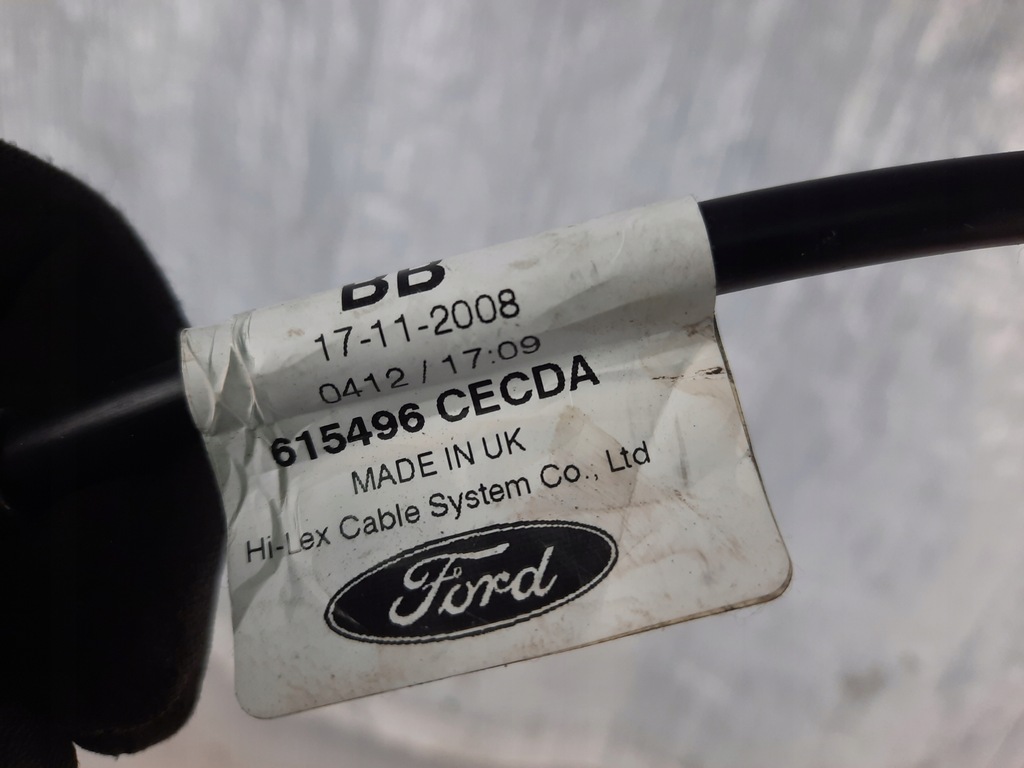 BB
17-11-2008
0412 / 17:09
615496 CECDA
MADE IN UK
Hi-Lex Cable System Co., Ltd
Ford